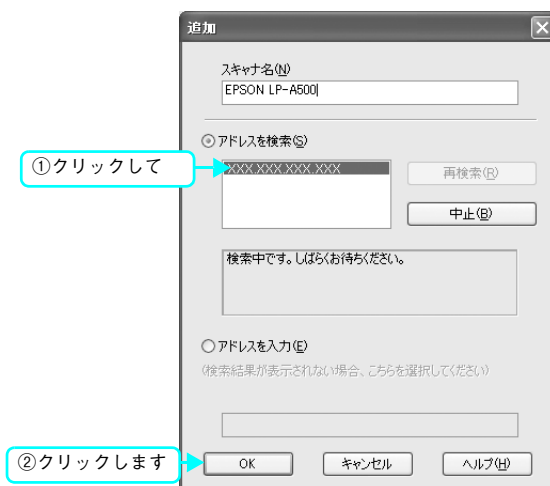 追加
スキャナ名(N)
EPSON LP-A500
アドレスを検索(S)
①クリックして
XXX.XXX.XXX.XXX
再検索(R)
中止(B)
検索中です。しばらくお待ちください。
アドレスを入力(E)
(検索結果が表示されない場合、こちらを選択してください)
②クリックします
OK
キャンセル
ヘルプ(H)